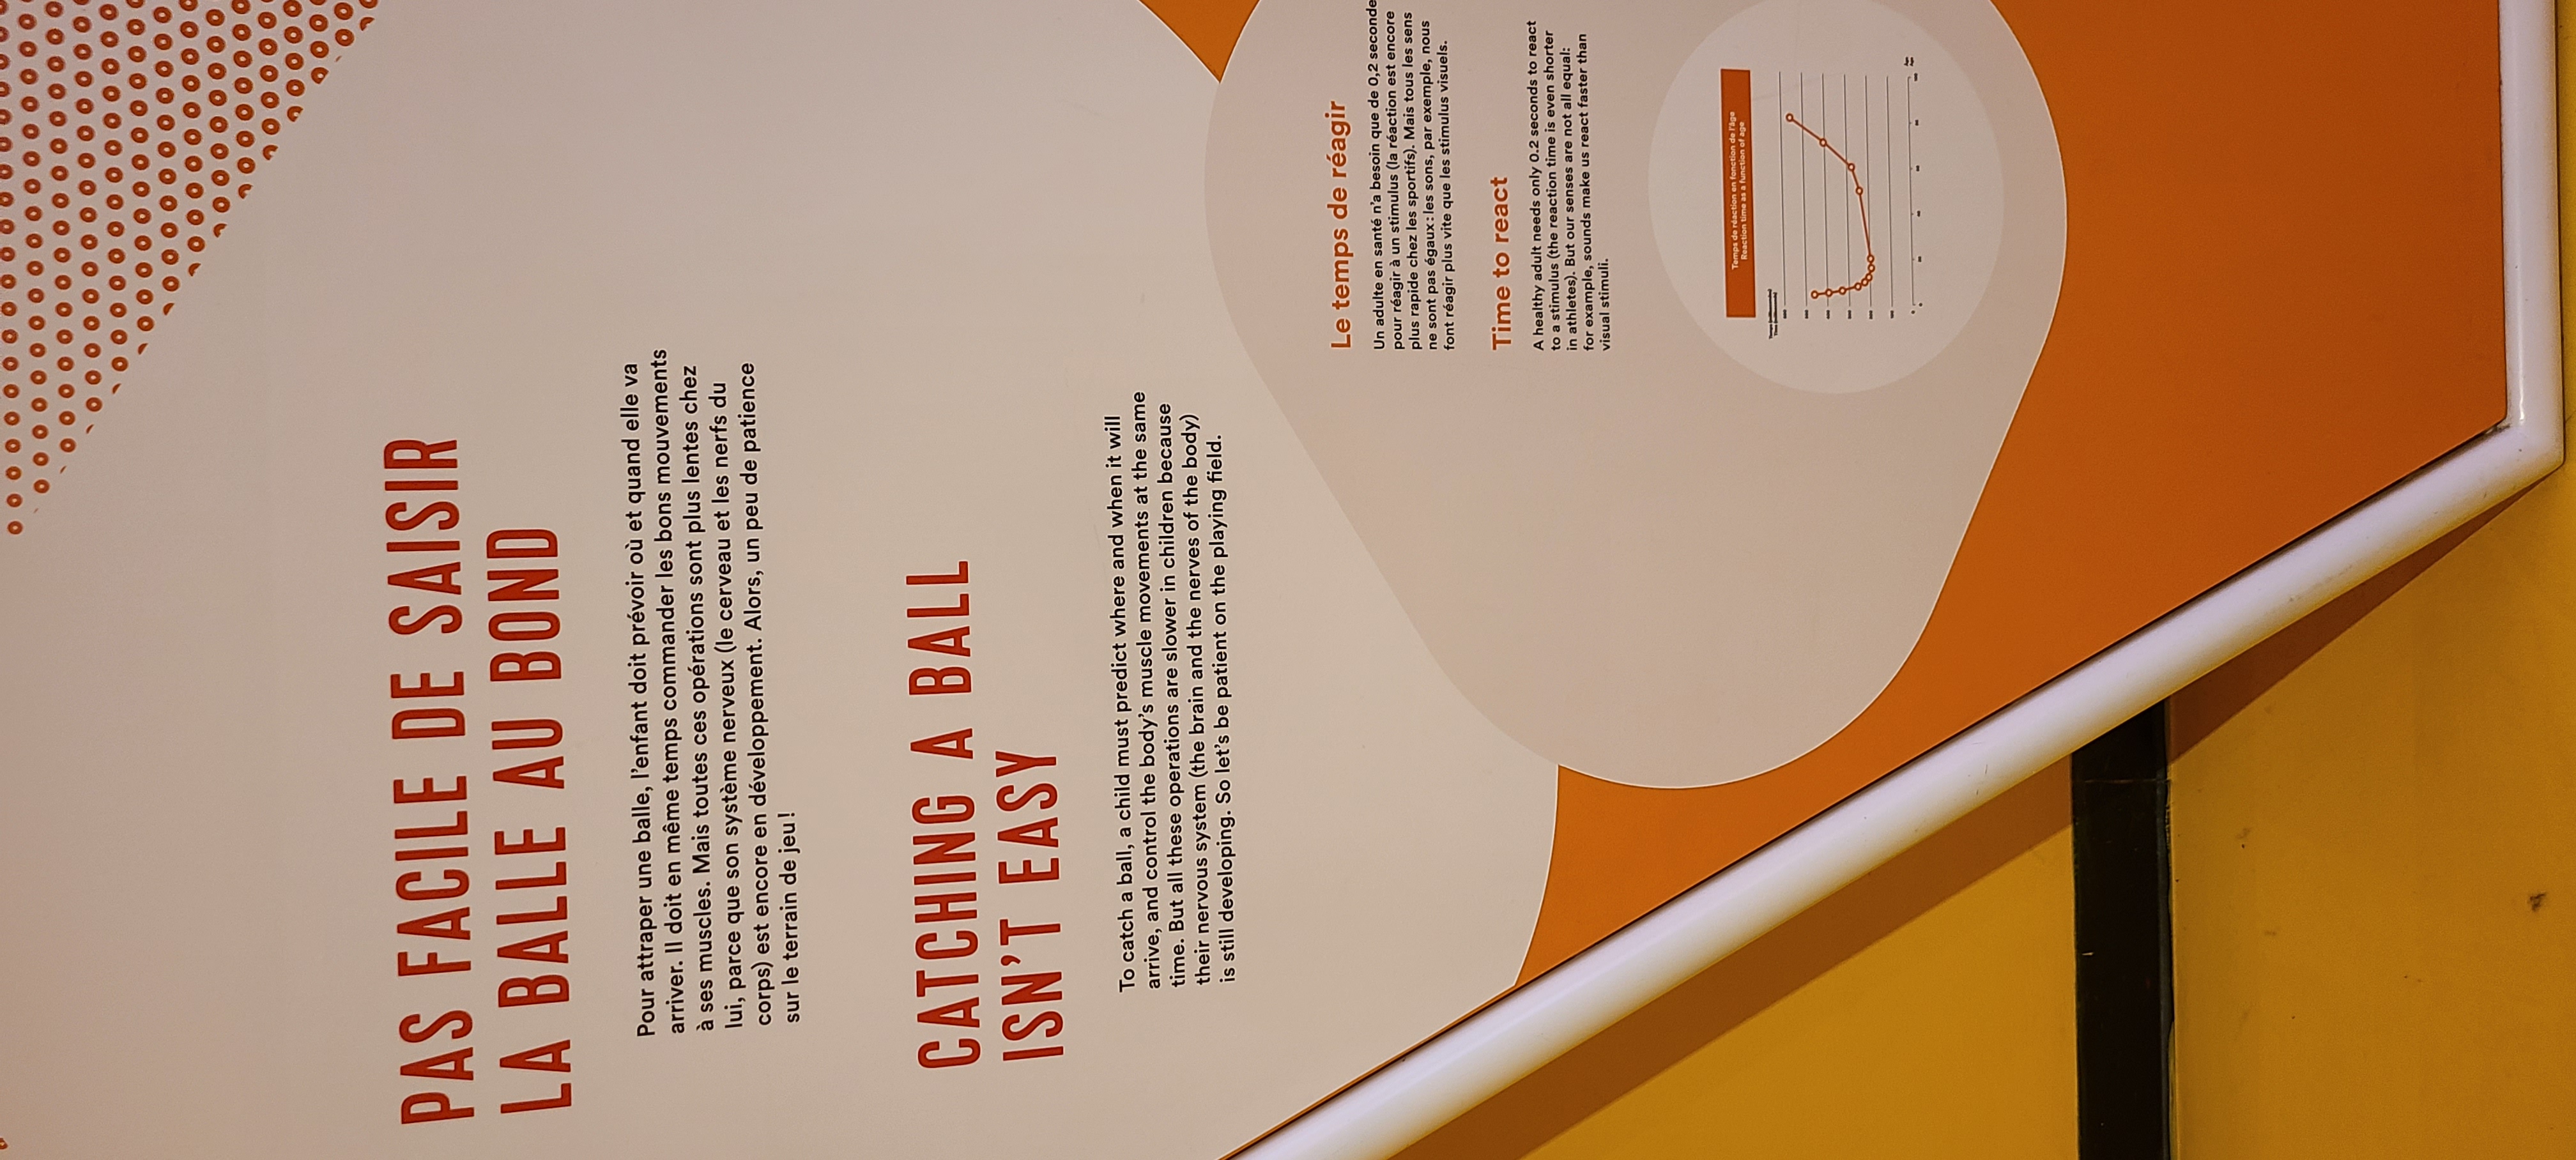 PAS FACILE DE SAISIR
LA BALLE AU BOND
Pour attraper une balle, l'enfant doit prévoir où et quand elle va
arriver. Il doit en même temps commander les bons mouvements
à ses muscles. Mais toutes ces opérations sont plus lentes chez
lui, parce que son système nerveux (le cerveau et les nerfs du
corps) est encore en développement. Alors, un peu de patience
sur le terrain de jeu !
CATCHING A BALL
ISN'T EASY
To catch a ball, a child must predict where and when it will
arrive, and control the body's muscle movements at the same
time. But all these operations are slower in children because
their nervous system (the brain and the nerves of the body)
is still developing. So let's be patient on the playing field.
Le temps de réagir
Un adulte en santé n'a besoin que de 0,2 seconde
pour réagir à un stimulus (la réaction est encore
plus rapide chez les sportifs). Mais tous les sens
ne sont pas égaux : les sons, par exemple, nous
font réagir plus vite que les stimulus visuels.
Time to react
A healthy adult needs only 0.2 seconds to react
to a stimulus (the reaction time is even shorter
in athletes). But our senses are not all equal:
for example, sounds make us react faster than
visual stimuli.
Temps de réaction en fonction de l'âge
Reaction time as a function of age
Temps (millisecondes)
Time (milliseconds)